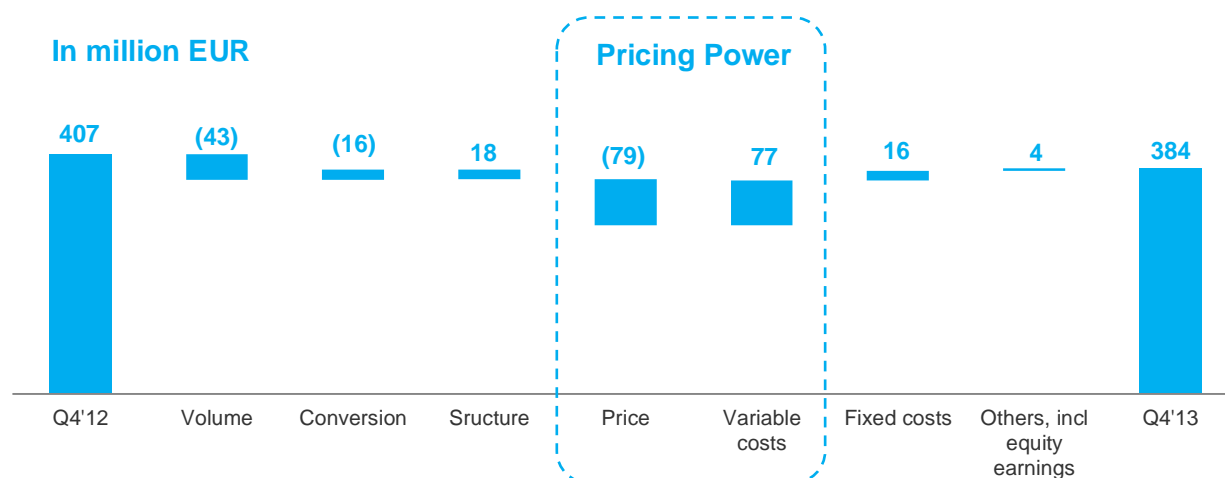 In million EUR
Pricing Power
407
(43)
(16)
18
(79)
77
16
4
384
Q4'12
Volume
Conversion
Sructure
Price
Variable
costs
Fixed costs
Others, incl
equity
earnings
Q4'13